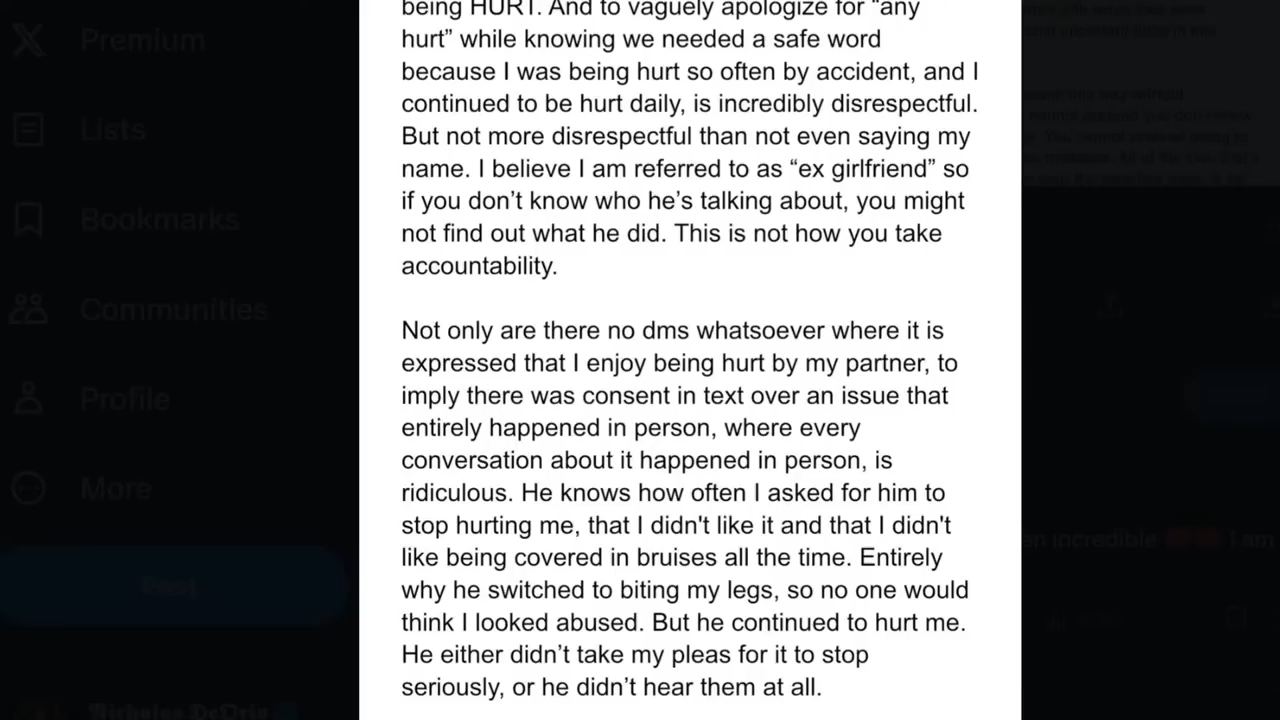 being HURT. And to vaguely apologize for “any
hurt” while knowing we needed a safe word
because I was being hurt so often by accident, and I
continued to be hurt daily, is incredibly disrespectful.
But not more disrespectful than not even saying my
name. I believe I am referred to as “ex girlfriend” so
if you don’t know who he’s talking about, you might
not find out what he did. This is not how you take
accountability.
Not only are there no dms whatsoever where it is
expressed that I enjoy being hurt by my partner, to
imply there was consent in text over an issue that
entirely happened in person, where every
conversation about it happened in person, is
ridiculous. He knows how often I asked for him to
stop hurting me, that I didn't like it and that I didn't
like being covered in bruises all the time. Entirely
why he switched to biting my legs, so no one would
think I looked abused. But he continued to hurt me.
He either didn’t take my pleas for it to stop
seriously, or he didn’t hear them at all.
Premium
Lists
Bookmarks
Communities
Profile
More
Post
incredible
I am